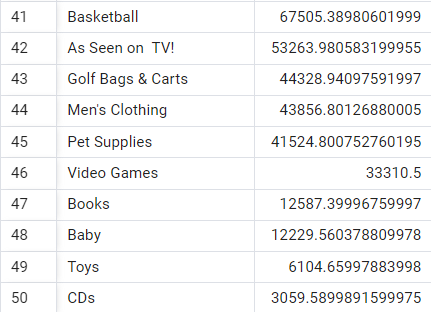 41 Basketball 67505.38980601999
42 As Seen on  TV! 53263.980583199955
43 Golf Bags & Carts 44328.94097591997
44 Men's Clothing 43856.80126880005
45 Pet Supplies 41524.800752760195
46 Video Games 33310.5
47 Books 12587.39996759997
48 Baby 12229.560378809978
49 Toys 6104.65997883998
50 CDs 3059.5899891599975